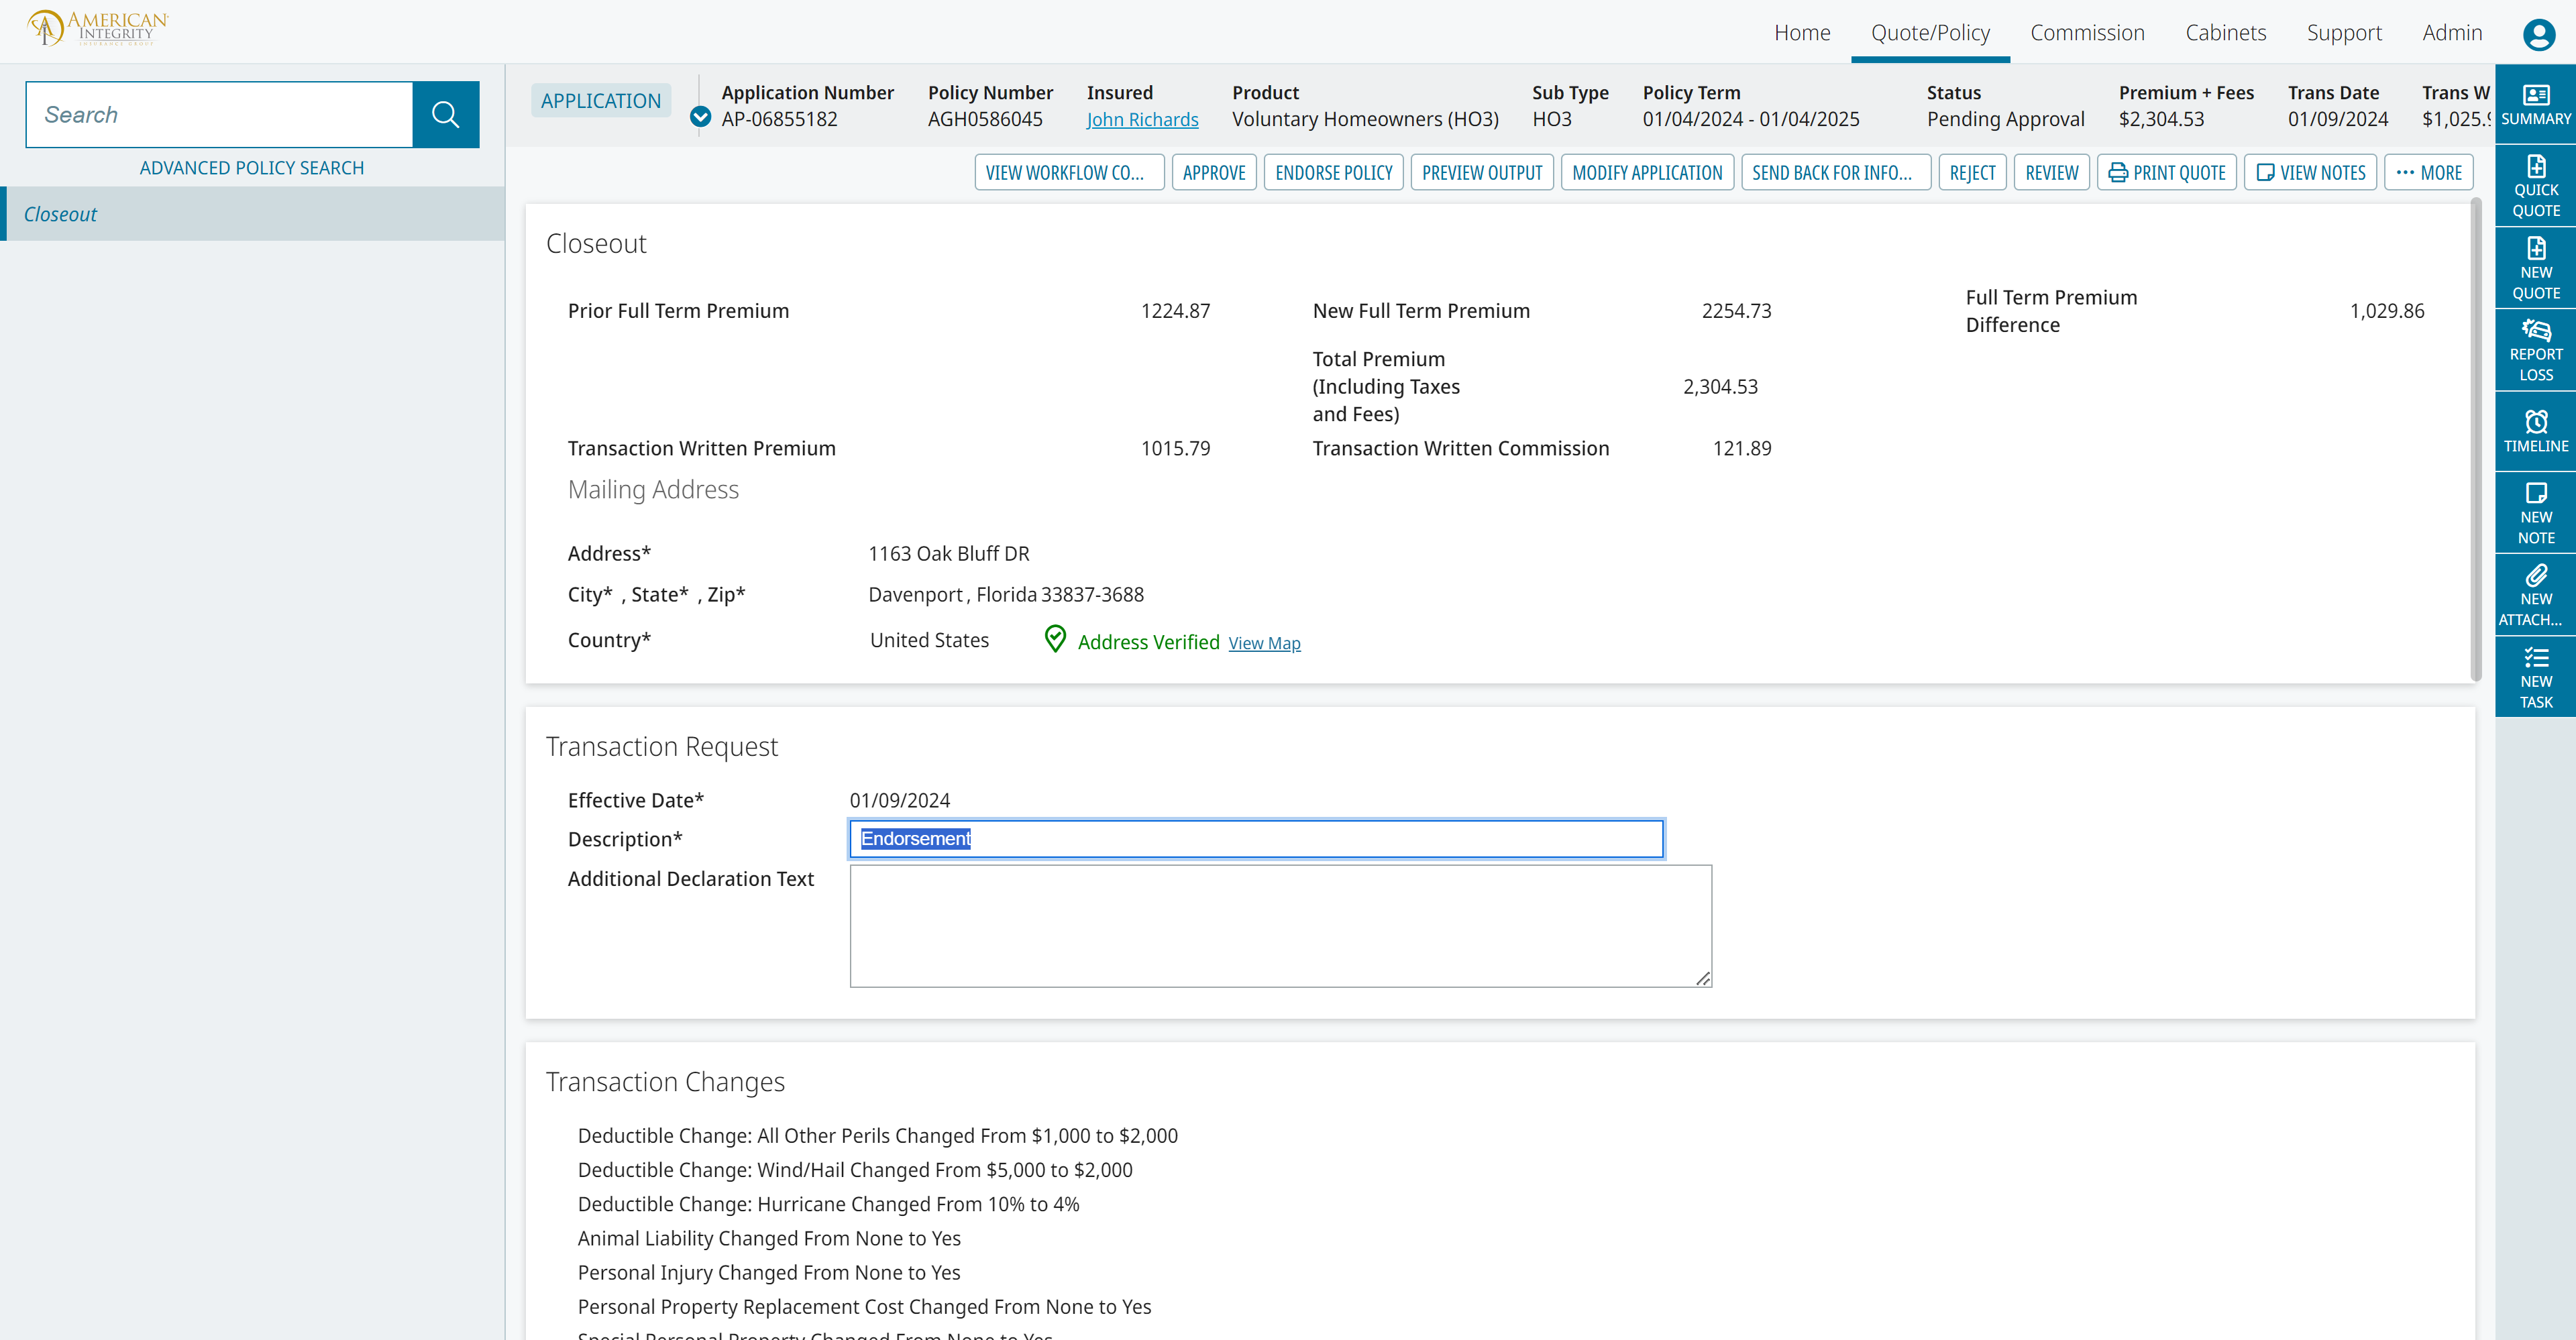 AMERICAN
INTEGRITY
INSURANCE GROUP
Home Quote/Policy Commission Cabinets Support Admin
Search
ADVANCED POLICY SEARCH
Closeout
APPLICATION
Application Number Policy Number Insured Product Sub Type Policy Term Status Premium + Fees Trans Date Trans W
AP-06855182 AGH0586045 John Richards Voluntary Homeowners (HO3) HO3 01/04/2024 - 01/04/2025 Pending Approval $2,304.53 01/09/2024 $1,025.9
VIEW WORKFLOW CO... APPROVE ENDORSE POLICY PREVIEW OUTPUT MODIFY APPLICATION SEND BACK FOR INFO... REJECT REVIEW PRINT QUOTE VIEW NOTES ••• MORE
Closeout
Prior Full Term Premium 1224.87 New Full Term Premium 2254.73 Full Term Premium
Difference 1,029.86
Total Premium
(Including Taxes 2,304.53
and Fees)
Transaction Written Premium 1015.79 Transaction Written Commission 121.89
Mailing Address
Address* 1163 Oak Bluff DR
City* , State* , Zip* Davenport , Florida 33837-3688
Country* United States Address Verified View Map
Transaction Request
Effective Date* 01/09/2024
Description* Endorsement
Additional Declaration Text
Transaction Changes
Deductible Change: All Other Perils Changed From $1,000 to $2,000
Deductible Change: Wind/Hail Changed From $5,000 to $2,000
Deductible Change: Hurricane Changed From 10% to 4%
Animal Liability Changed From None to Yes
Personal Injury Changed From None to Yes
Personal Property Replacement Cost Changed From None to Yes
Special Personal Property Changed From None to Yes
SUMMARY
QUICK
QUOTE
NEW
QUOTE
REPORT
LOSS
TIMELINE
NEW
NOTE
NEW
ATTACH...
NEW
TASK